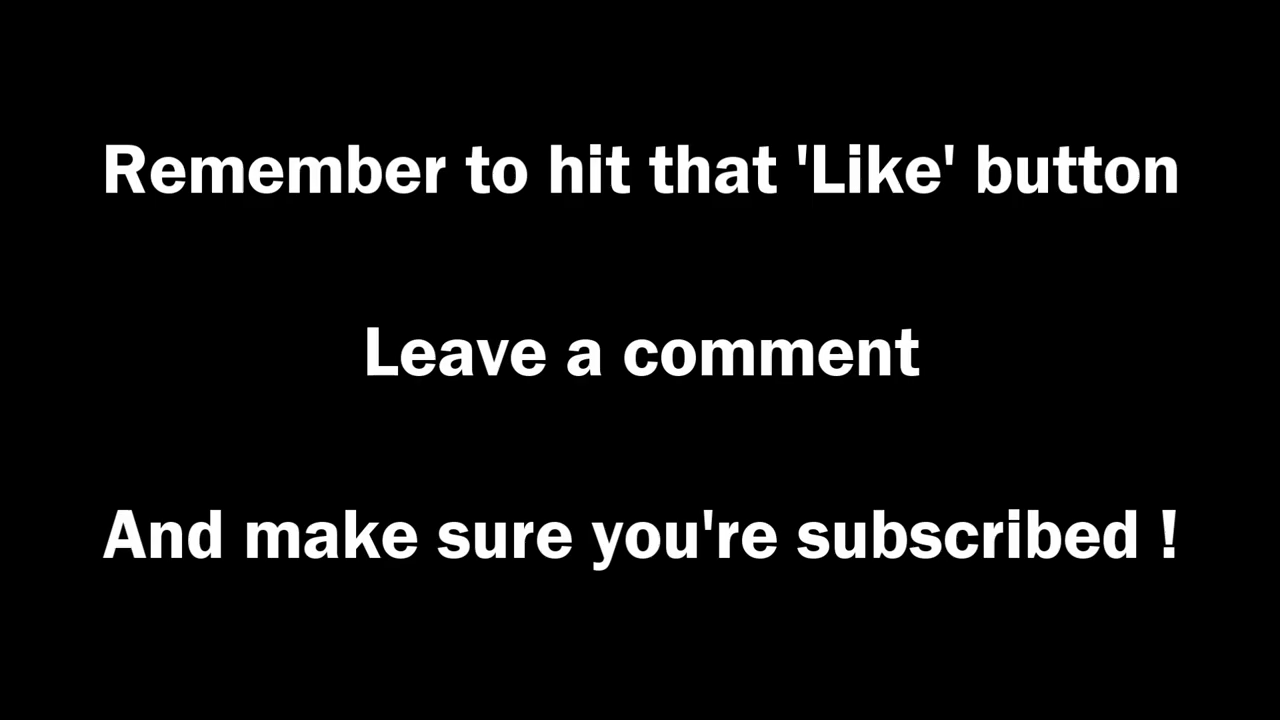 Remember to hit that 'Like' button
Leave a comment
And make sure you're subscribed !